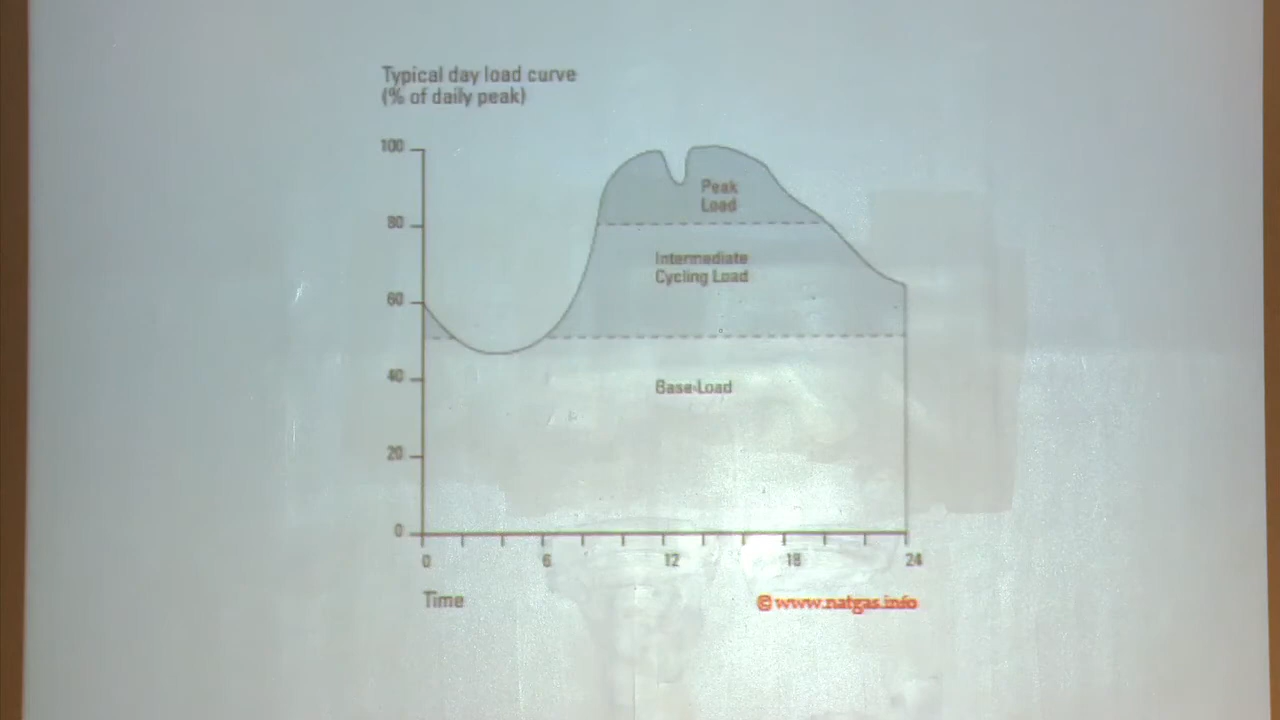 Typical day load curve
(% of daily peak)
100
80
60
40
20
0
Peak
Load
Intermediate
Cycling Load
Base-Load
0 6 12 18 24
Time
©www.natgas.info